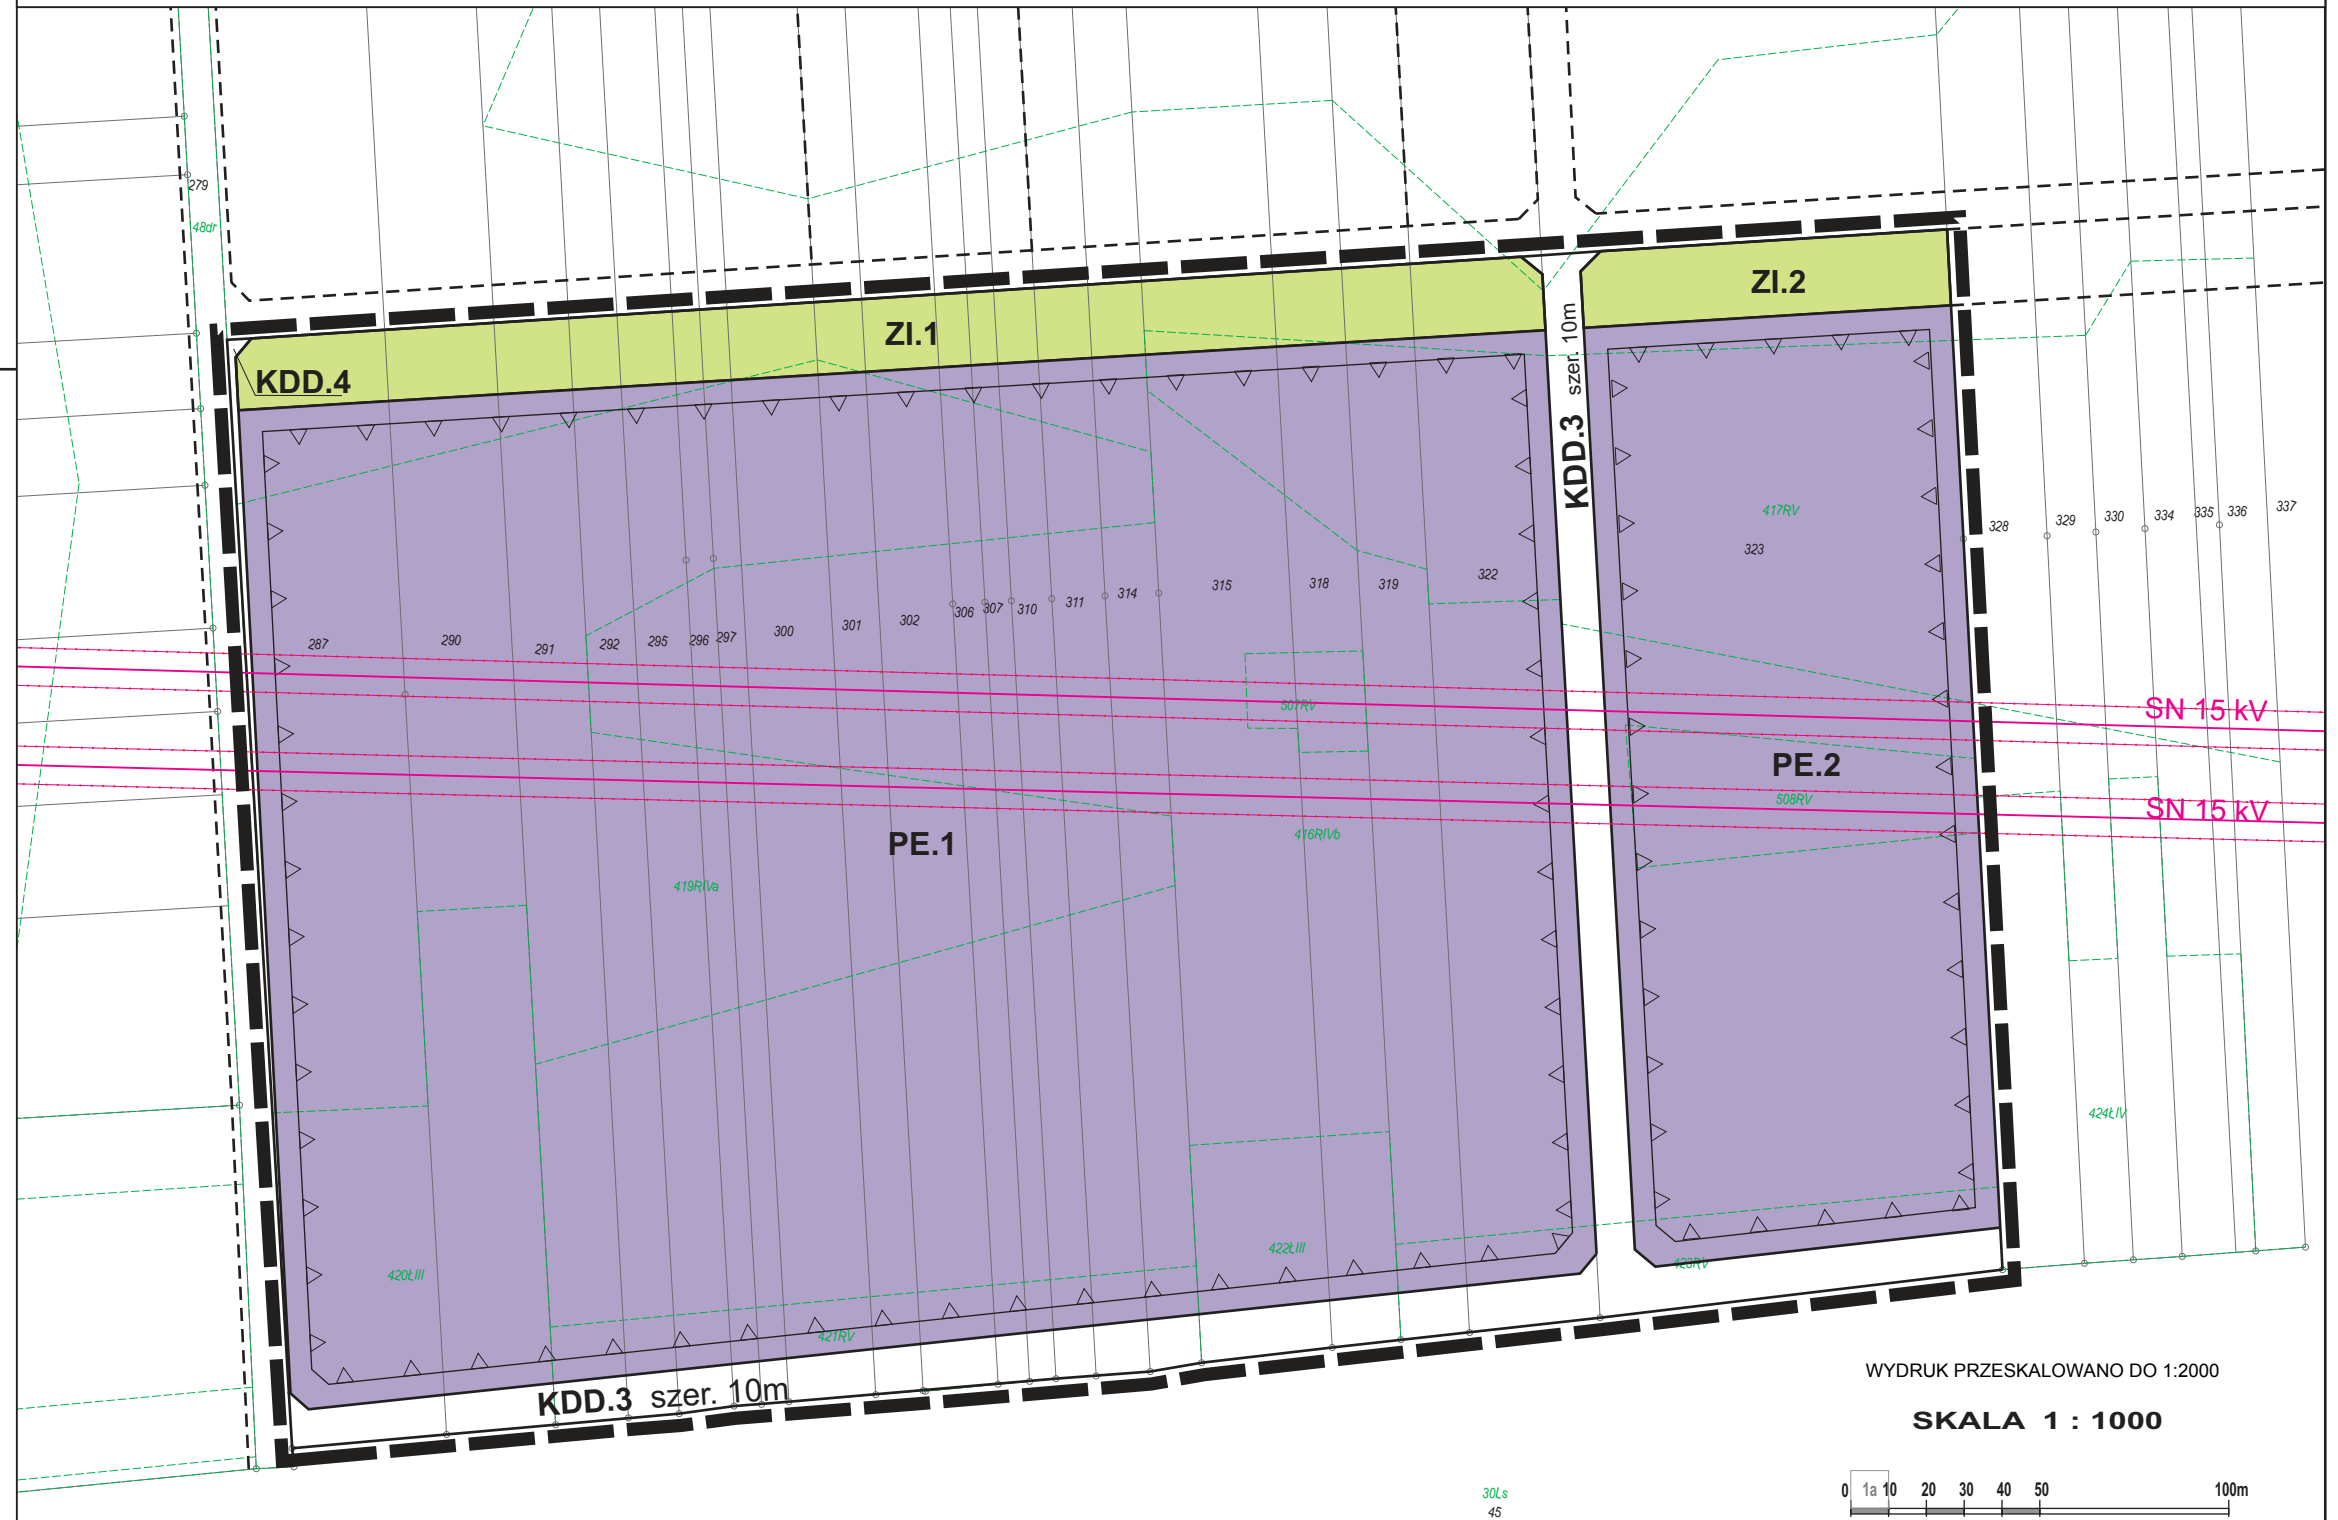 279
48dr
ZI.2
ZI.1
KDD.4
KDD.3 szer. 10m
417RV
323
328
329
330
334
335
336
337
287
290
291
292
295
296
297
300
301
302
306
307
310
311
314
315
318
319
322
507RV
SN 15 kV
PE.2
508RV
SN 15 kV
PE.1
416RIVb
419RIVa
424ŁIV
420ŁIII
422ŁIII
423RV
421RV
KDD.3 szer. 10m
WYDRUK PRZESKALOWANO DO 1:2000
SKALA 1 : 1000
30Ls
45
0 1a 10 20 30 40 50 100m